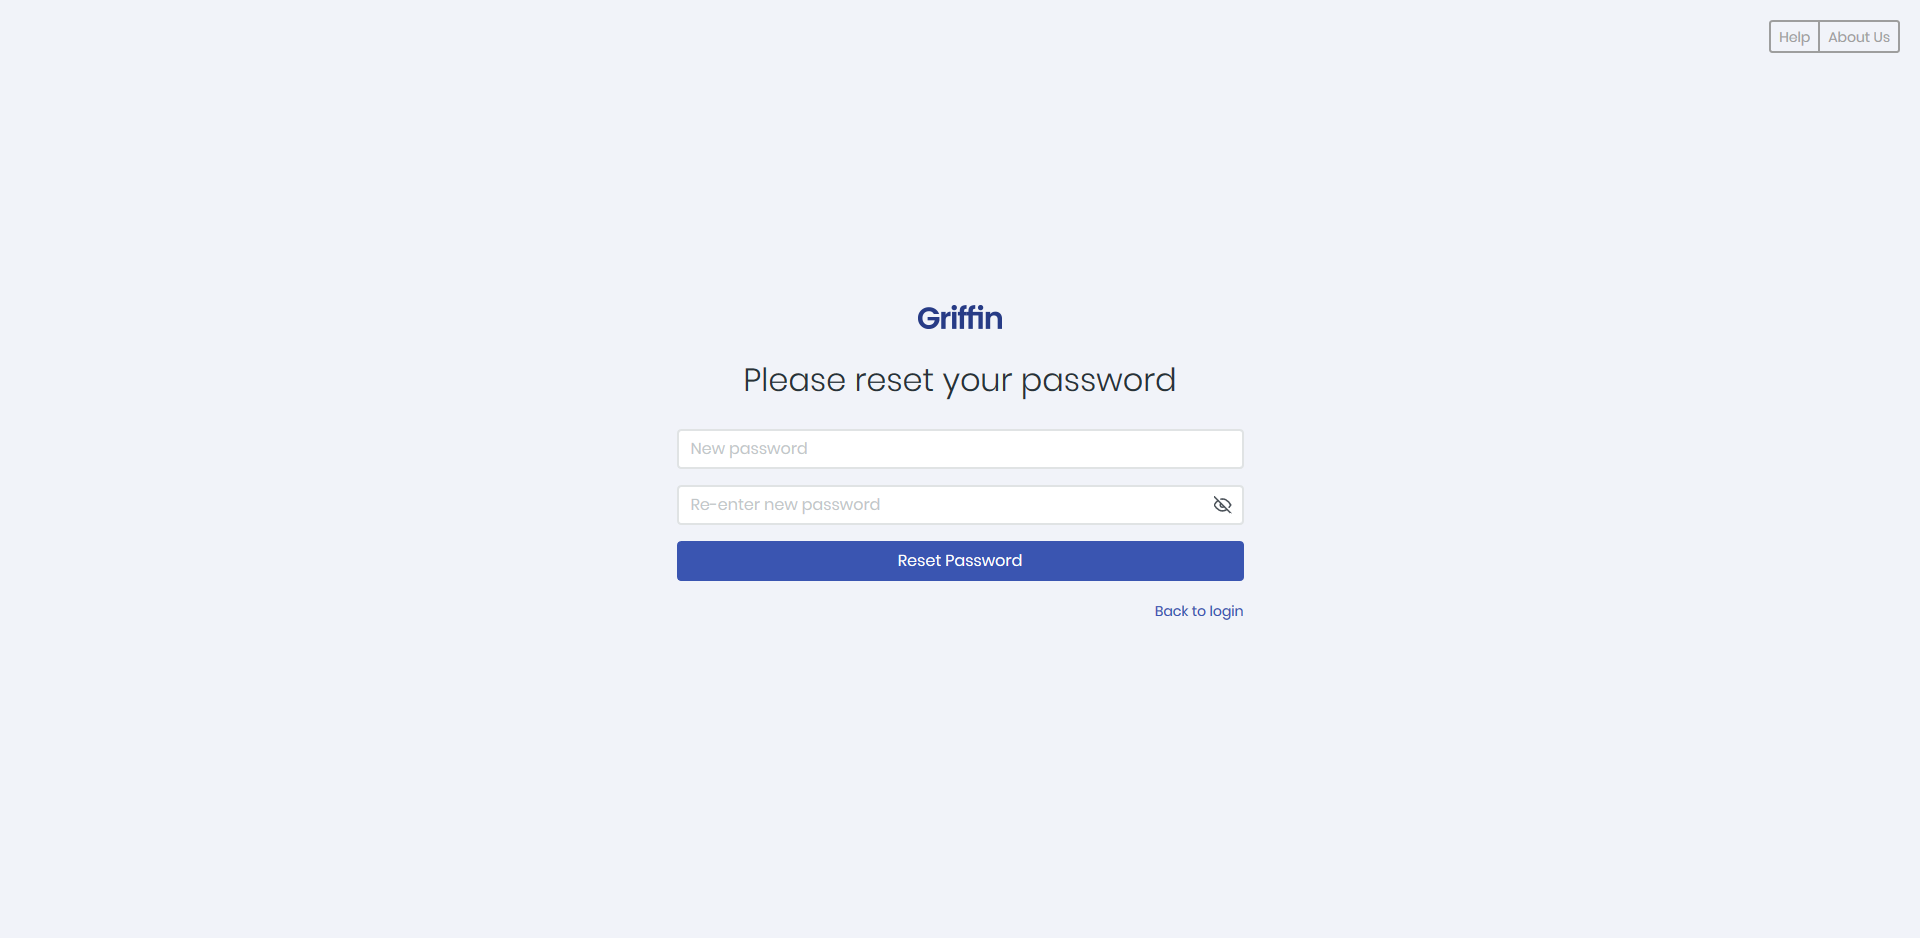 Help
About Us
Griffin
Please reset your password
New password
Re-enter new password
Reset Password
Back to login